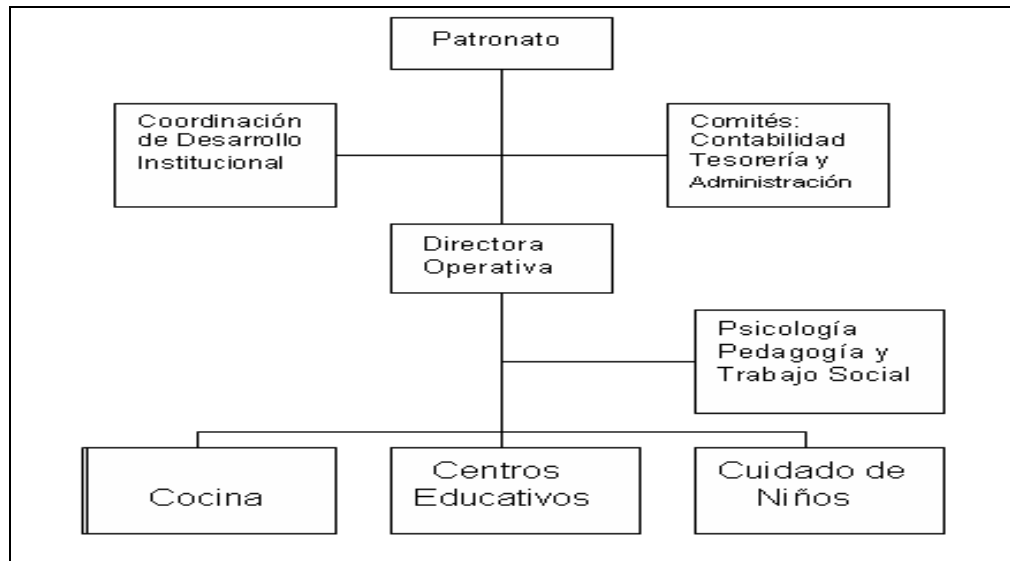 Patronato
Coordinación
de Desarrollo
Institucional
Comités:
Contabilidad
Tesorería y
Administración
Directora
Operativa
Psicología
Pedagogía y
Trabajo Social
Cocina
Centros
Educativos
Cuidado de
Niños